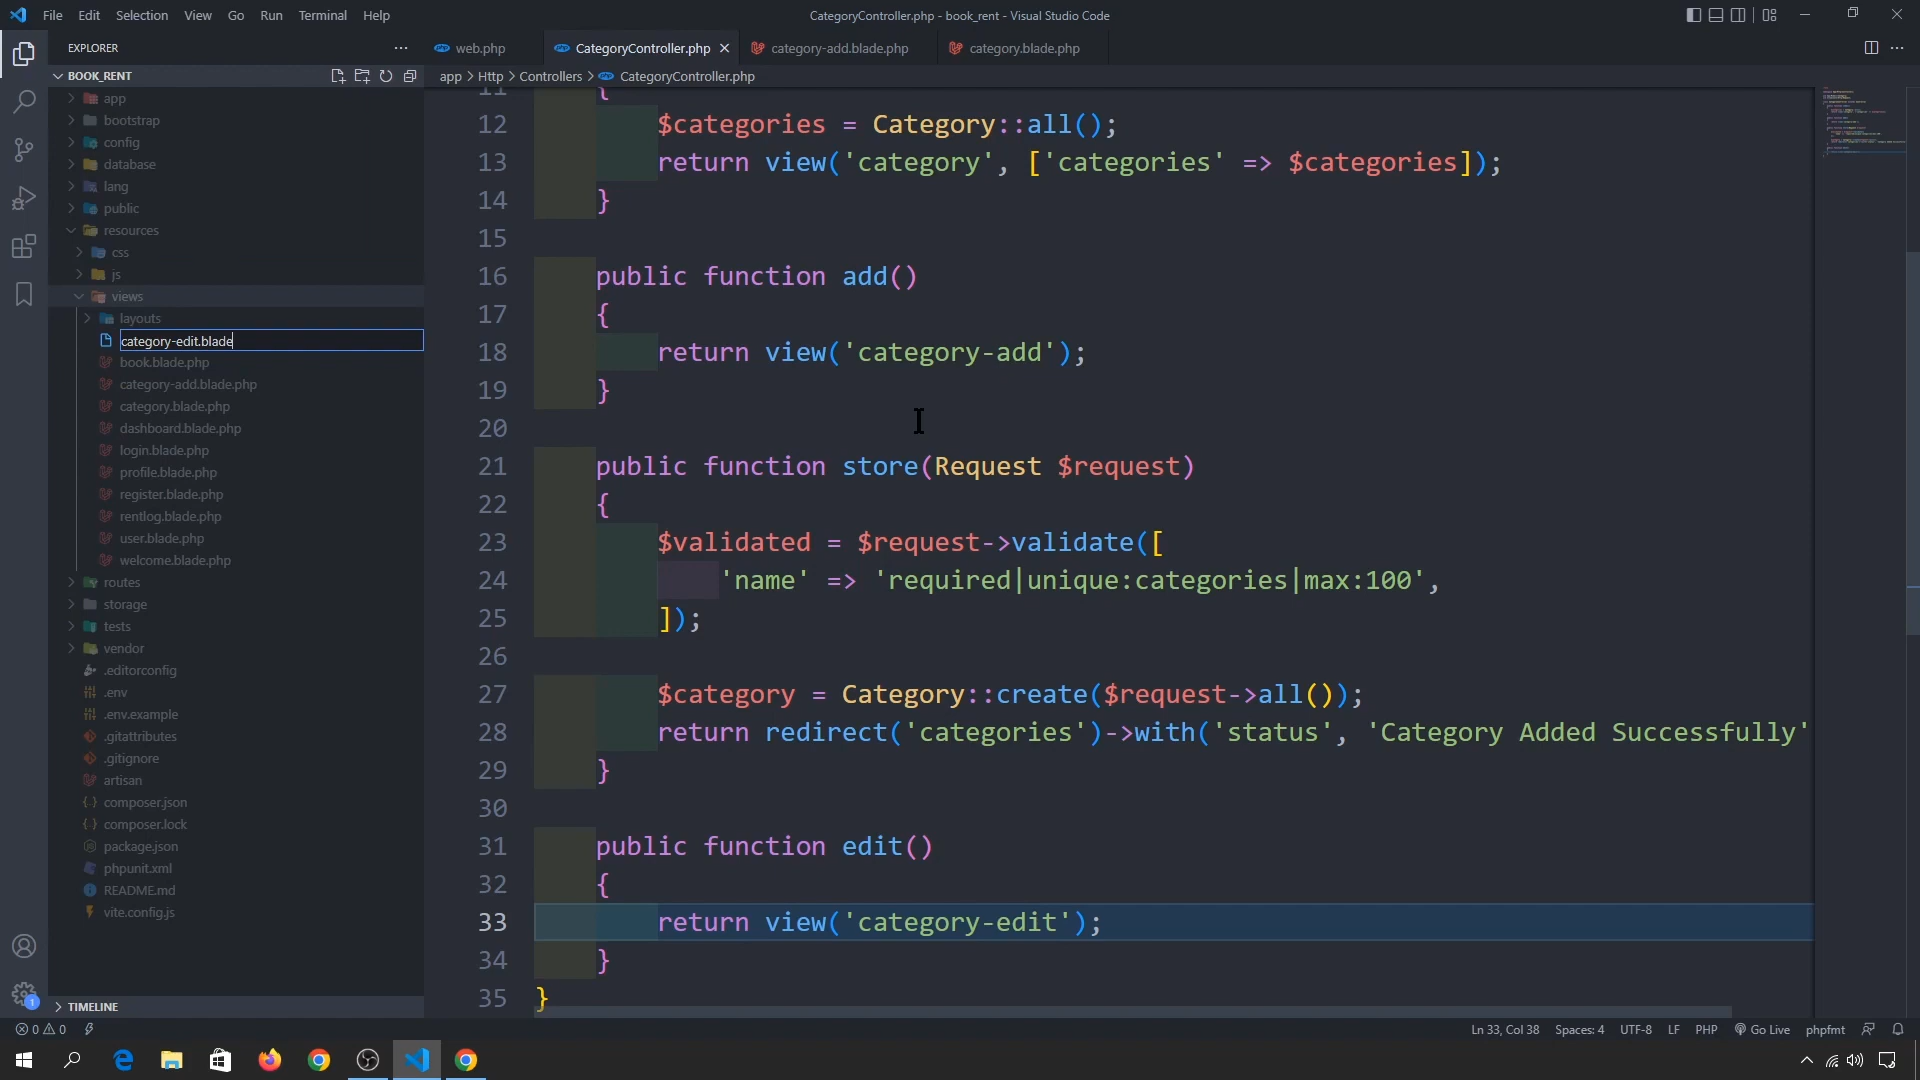 File Edit Selection View Go Run Terminal Help
CategoryController.php - book_rent - Visual Studio Code
EXPLORER
web.php
CategoryController.php
category-add.blade.php
category.blade.php
BOOK_RENT
app > Http > Controllers > CategoryController.php
app
bootstrap
config
database
lang
public
resources
css
js
views
layouts
category-edit.blade
book.blade.php
category-add.blade.php
category.blade.php
dashboard.blade.php
login.blade.php
profile.blade.php
register.blade.php
rentlog.blade.php
user.blade.php
welcome.blade.php
routes
storage
tests
vendor
.editorconfig
.env
.env.example
.gitattributes
.gitignore
artisan
composer.json
composer.lock
package.json
phpunit.xml
README.md
vite.config.js
TIMELINE
11 {
12 $categories = Category::all();
13 return view('category', ['categories' => $categories]);
14 }
15
16 public function add()
17 {
18 return view('category-add');
19 }
20
21 public function store(Request $request)
22 {
23 $validated = $request->validate([
24 'name' => 'required|unique:categories|max:100',
25 ]);
26
27 $category = Category::create($request->all());
28 return redirect('categories')->with('status', 'Category Added Successfully'
29 }
30
31 public function edit()
32 {
33 return view('category-edit');
34 }
35 }
1
0 0
Ln 33, Col 38 Spaces: 4 UTF-8 LF PHP Go Live phpfmt